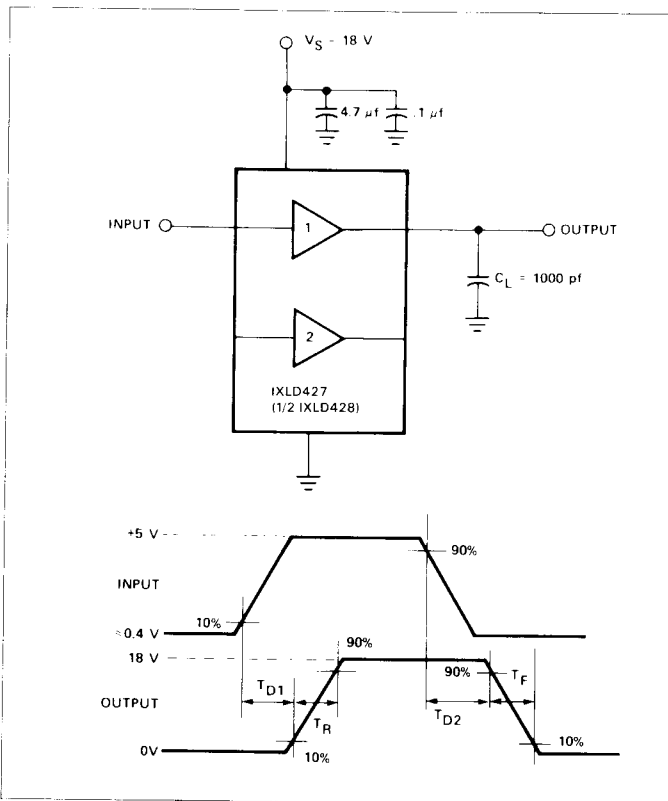 V_S - 18 V
4.7 µf
.1 µf
INPUT
1
OUTPUT
C_L = 1000 pf
2
IXLD427
(1/2 IXLD428)
+5 V
90%
INPUT
10%
≈0.4 V
18 V
90%
T_D1
T_R
90%
T_F
OUTPUT
T_D2
0V
10%
10%